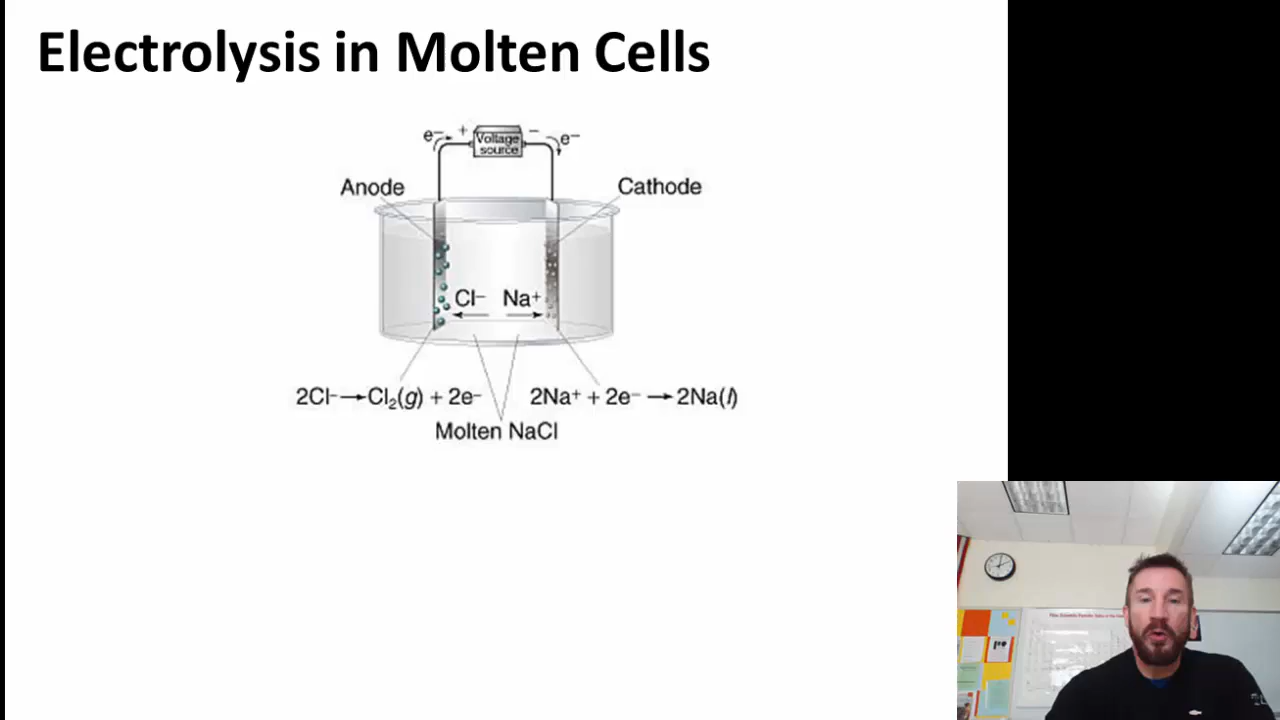 Electrolysis in Molten Cells
e⁻ + Voltage source − e⁻
Anode
Cathode
Cl⁻ Na⁺
2Cl⁻→Cl₂(g) + 2e⁻
2Na⁺ + 2e⁻ →2Na(l)
Molten NaCl